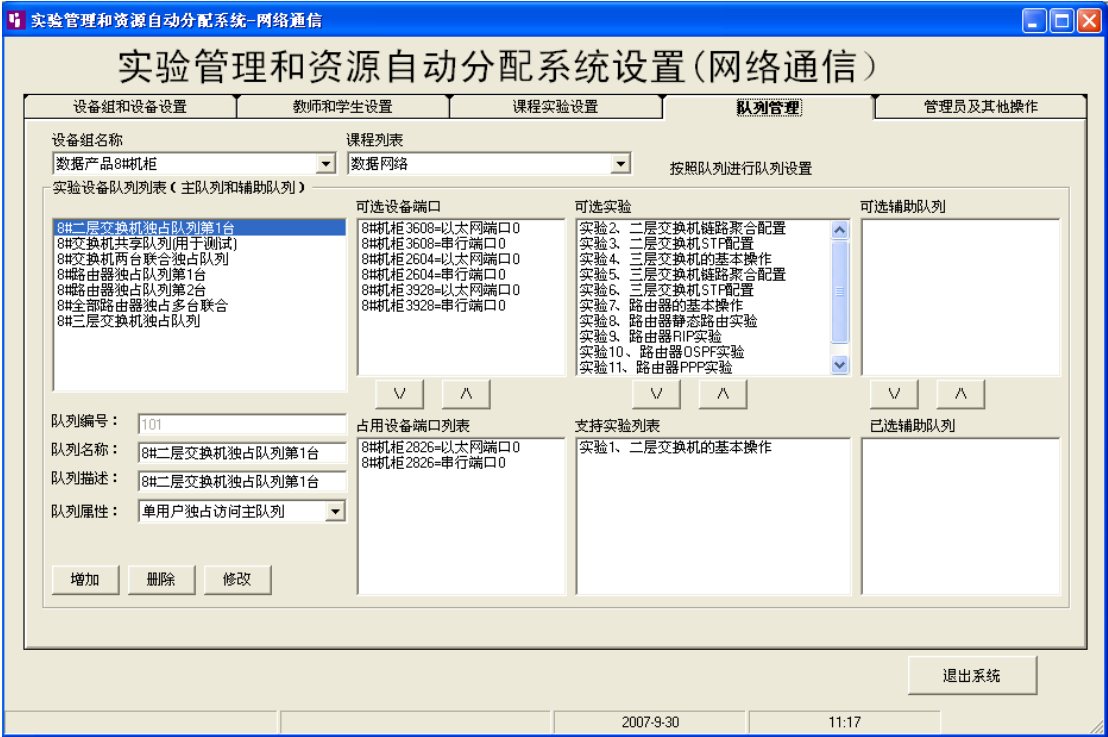 实验管理和资源自动分配系统-网络通信
实验管理和资源自动分配系统设置(网络通信)
设备组和设备设置
教师和学生设置
课程实验设置
队列管理
管理员及其他操作
设备组名称
课程列表
数据产品8#机柜
数据网络
按照队列进行队列设置
实验设备队列列表(主队列和辅助队列)
8#二层交换机独占队列第1台
8#交换机共享队列(用于测试)
8#交换机两台联合独占队列
8#路由器独占队列第1台
8#路由器独占队列第2台
8#全部路由器独占多台联合
8#三层交换机独占队列
可选设备端口
8#机柜3608=以太网端口0
8#机柜3608=串行端口0
8#机柜2604=以太网端口0
8#机柜2604=串行端口0
8#机柜3928=以太网端口0
8#机柜3928=串行端口0
可选实验
实验2、二层交换机链路聚合配置
实验3、二层交换机STP配置
实验4、三层交换机的基本操作
实验5、三层交换机链路聚合配置
实验6、三层交换机STP配置
实验7、路由器的基本操作
实验8、路由器静态路由实验
实验9、路由器RIP实验
实验10、路由器OSPF实验
实验11、路由器PPP实验
可选辅助队列
\/
/\
\/
/\
\/
/\
队列编号:
101
队列名称:
8#二层交换机独占队列第1台
队列描述:
8#二层交换机独占队列第1台
队列属性:
单用户独占访问主队列
增加
删除
修改
占用设备端口列表
8#机柜2826=以太网端口0
8#机柜2826=串行端口0
支持实验列表
实验1、二层交换机的基本操作
已选辅助队列
退出系统
2007-9-30
11:17